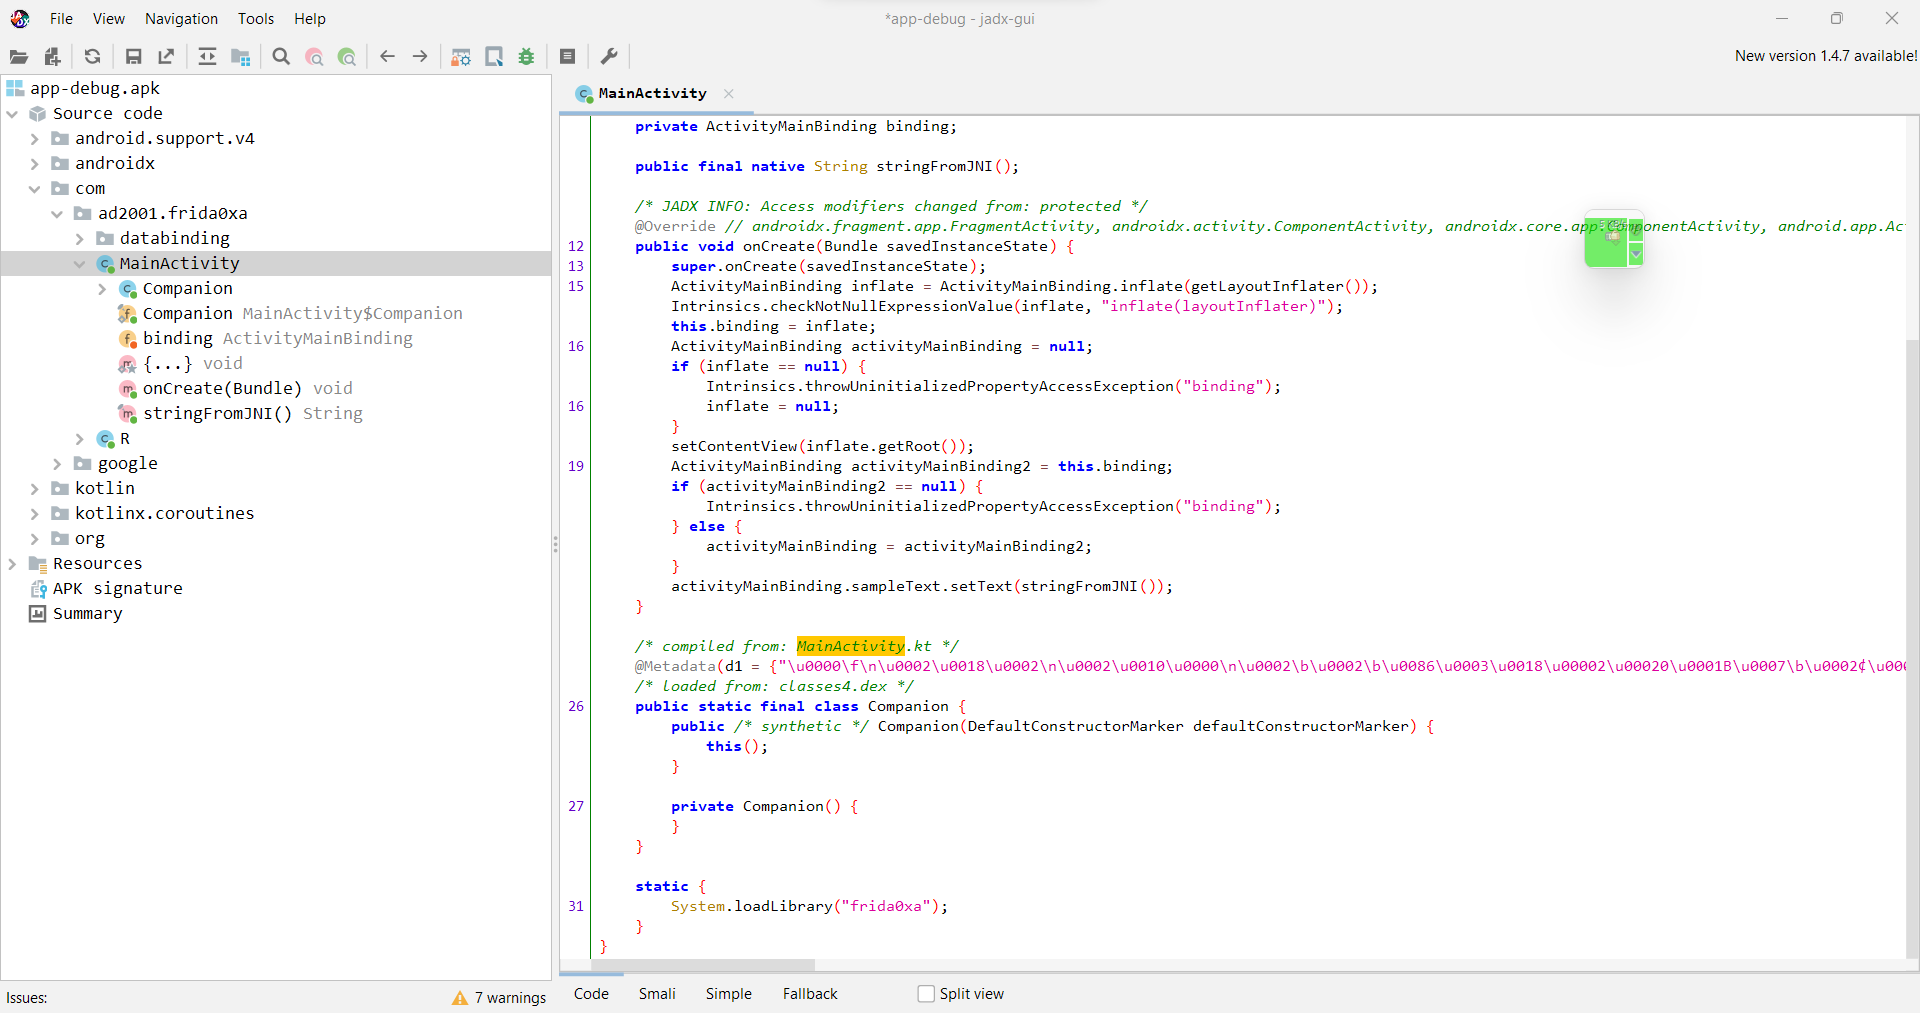 File View Navigation Tools Help
*app-debug - jadx-gui
New version 1.4.7 available!
app-debug.apk
Source code
android.support.v4
androidx
com
ad2001.frida0xa
databinding
MainActivity
Companion
Companion MainActivity$Companion
binding ActivityMainBinding
{...} void
onCreate(Bundle) void
stringFromJNI() String
R
google
kotlin
kotlinx.coroutines
org
Resources
APK signature
Summary
Issues:
7 warnings
MainActivity
private ActivityMainBinding binding;
public final native String stringFromJNI();
/* JADX INFO: Access modifiers changed from: protected */
@Override // androidx.fragment.app.FragmentActivity, androidx.activity.ComponentActivity, androidx.core.app.ComponentActivity, android.app.Ac
12 public void onCreate(Bundle savedInstanceState) {
13 super.onCreate(savedInstanceState);
15 ActivityMainBinding inflate = ActivityMainBinding.inflate(getLayoutInflater());
Intrinsics.checkNotNullExpressionValue(inflate, "inflate(layoutInflater)");
this.binding = inflate;
16 ActivityMainBinding activityMainBinding = null;
if (inflate == null) {
Intrinsics.throwUninitializedPropertyAccessException("binding");
16 inflate = null;
}
setContentView(inflate.getRoot());
19 ActivityMainBinding activityMainBinding2 = this.binding;
if (activityMainBinding2 == null) {
Intrinsics.throwUninitializedPropertyAccessException("binding");
} else {
activityMainBinding = activityMainBinding2;
}
activityMainBinding.sampleText.setText(stringFromJNI());
}
/* compiled from: MainActivity.kt */
@Metadata(d1 = {"\u0000\f\n\u0002\u0018\u0002\n\u0002\u0010\u0000\n\u0002\b\u0002\b\u0086\u0003\u0018\u00002\u00020\u0001B\u0007\b\u0002¢\u000
/* loaded from: classes4.dex */
26 public static final class Companion {
public /* synthetic */ Companion(DefaultConstructorMarker defaultConstructorMarker) {
this();
}
27 private Companion() {
}
}
static {
31 System.loadLibrary("frida0xa");
}
}
Code Smali Simple Fallback Split view